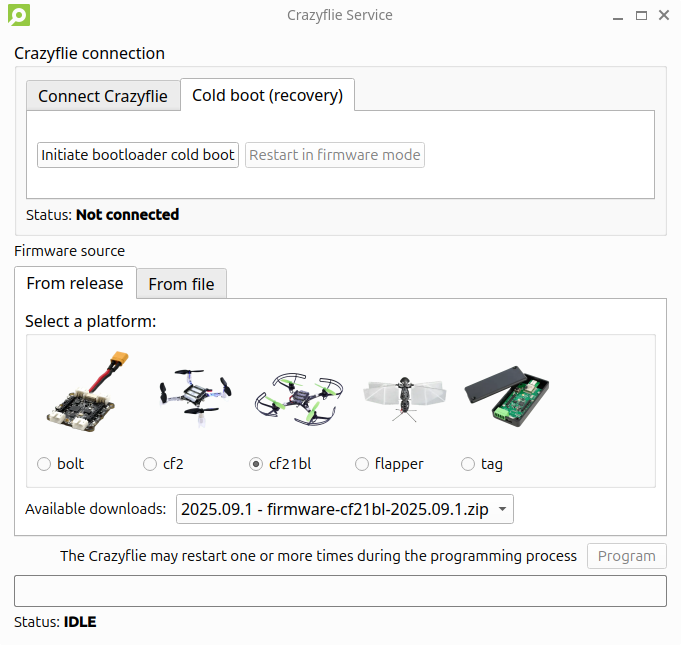 Crazyflie Service
Crazyflie connection
Connect Crazyflie
Cold boot (recovery)
Initiate bootloader cold boot
Restart in firmware mode
Status: Not connected
Firmware source
From release
From file
Select a platform:
bolt
cf2
cf21bl
flapper
tag
Available downloads: 2025.09.1 - firmware-cf21bl-2025.09.1.zip
The Crazyflie may restart one or more times during the programming process
Program
Status: IDLE